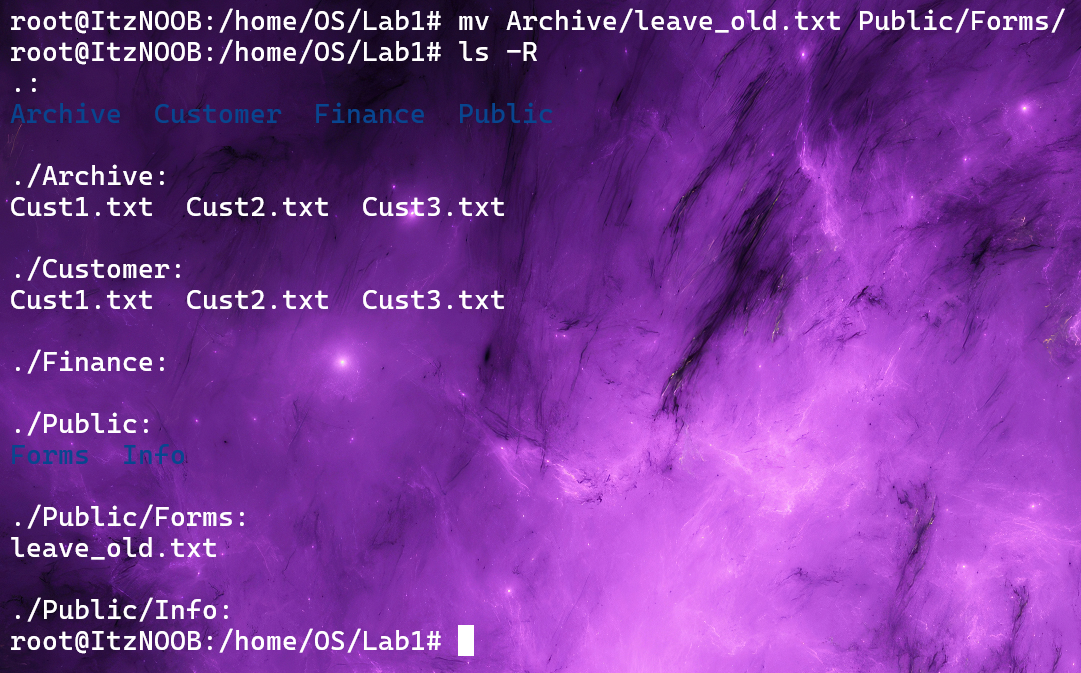 root@ItzNOOB:/home/OS/Lab1# mv Archive/leave_old.txt Public/Forms/
root@ItzNOOB:/home/OS/Lab1# ls -R
.:
Archive  Customer  Finance  Public
./Archive:
Cust1.txt  Cust2.txt  Cust3.txt
./Customer:
Cust1.txt  Cust2.txt  Cust3.txt
./Finance:
./Public:
Forms  Info
./Public/Forms:
leave_old.txt
./Public/Info:
root@ItzNOOB:/home/OS/Lab1#